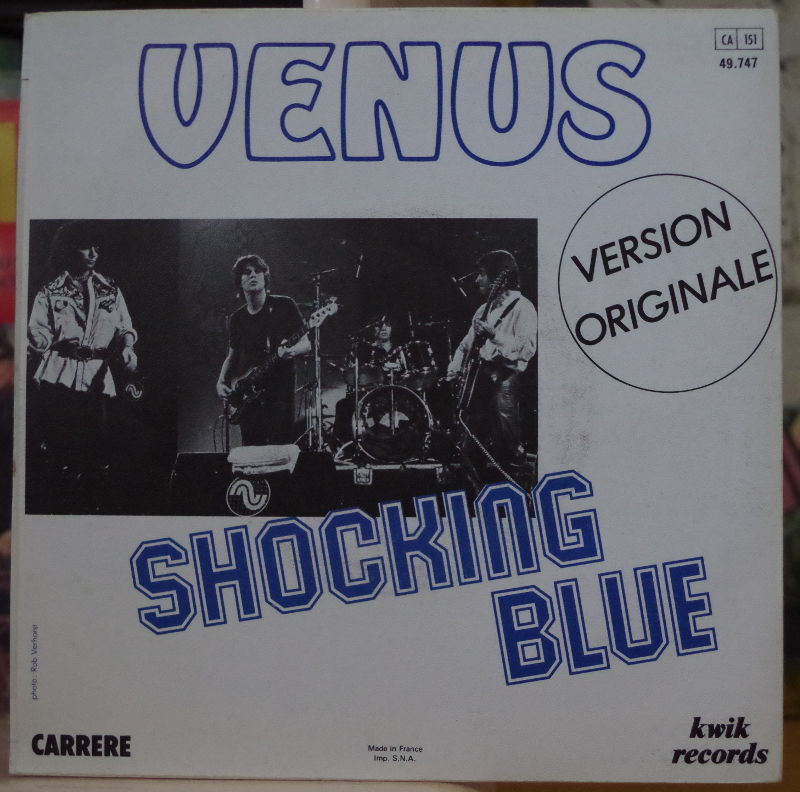 VENUS
CA 151
49.747
VERSION
ORIGINALE
SHOCKING
BLUE
photo: Rob Verhorst
CARRERE
Made in France
Imp. S.N.A.
kwik
records